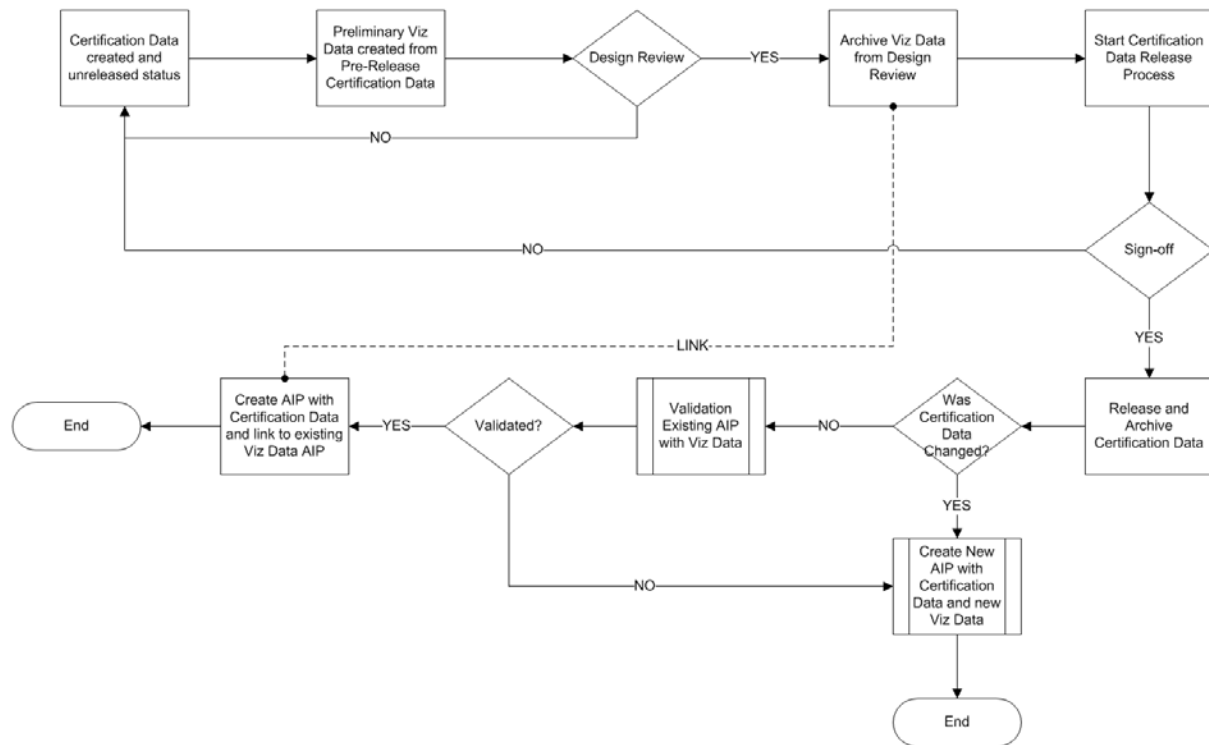 Certification Data
created and
unreleased status
Preliminary Viz
Data created from
Pre-Release
Certification Data
Design Review
YES
Archive Viz Data
from Design
Review
Start Certification
Data Release
Process
NO
NO
Sign-off
YES
LINK
End
Create AIP with
Certification Data
and link to existing
Viz Data AIP
YES
Validated?
Validation
Existing AIP
with Viz Data
NO
Was
Certification
Data
Changed?
Release and
Archive
Certification Data
YES
NO
Create New
AIP with
Certification
Data and new
Viz Data
End